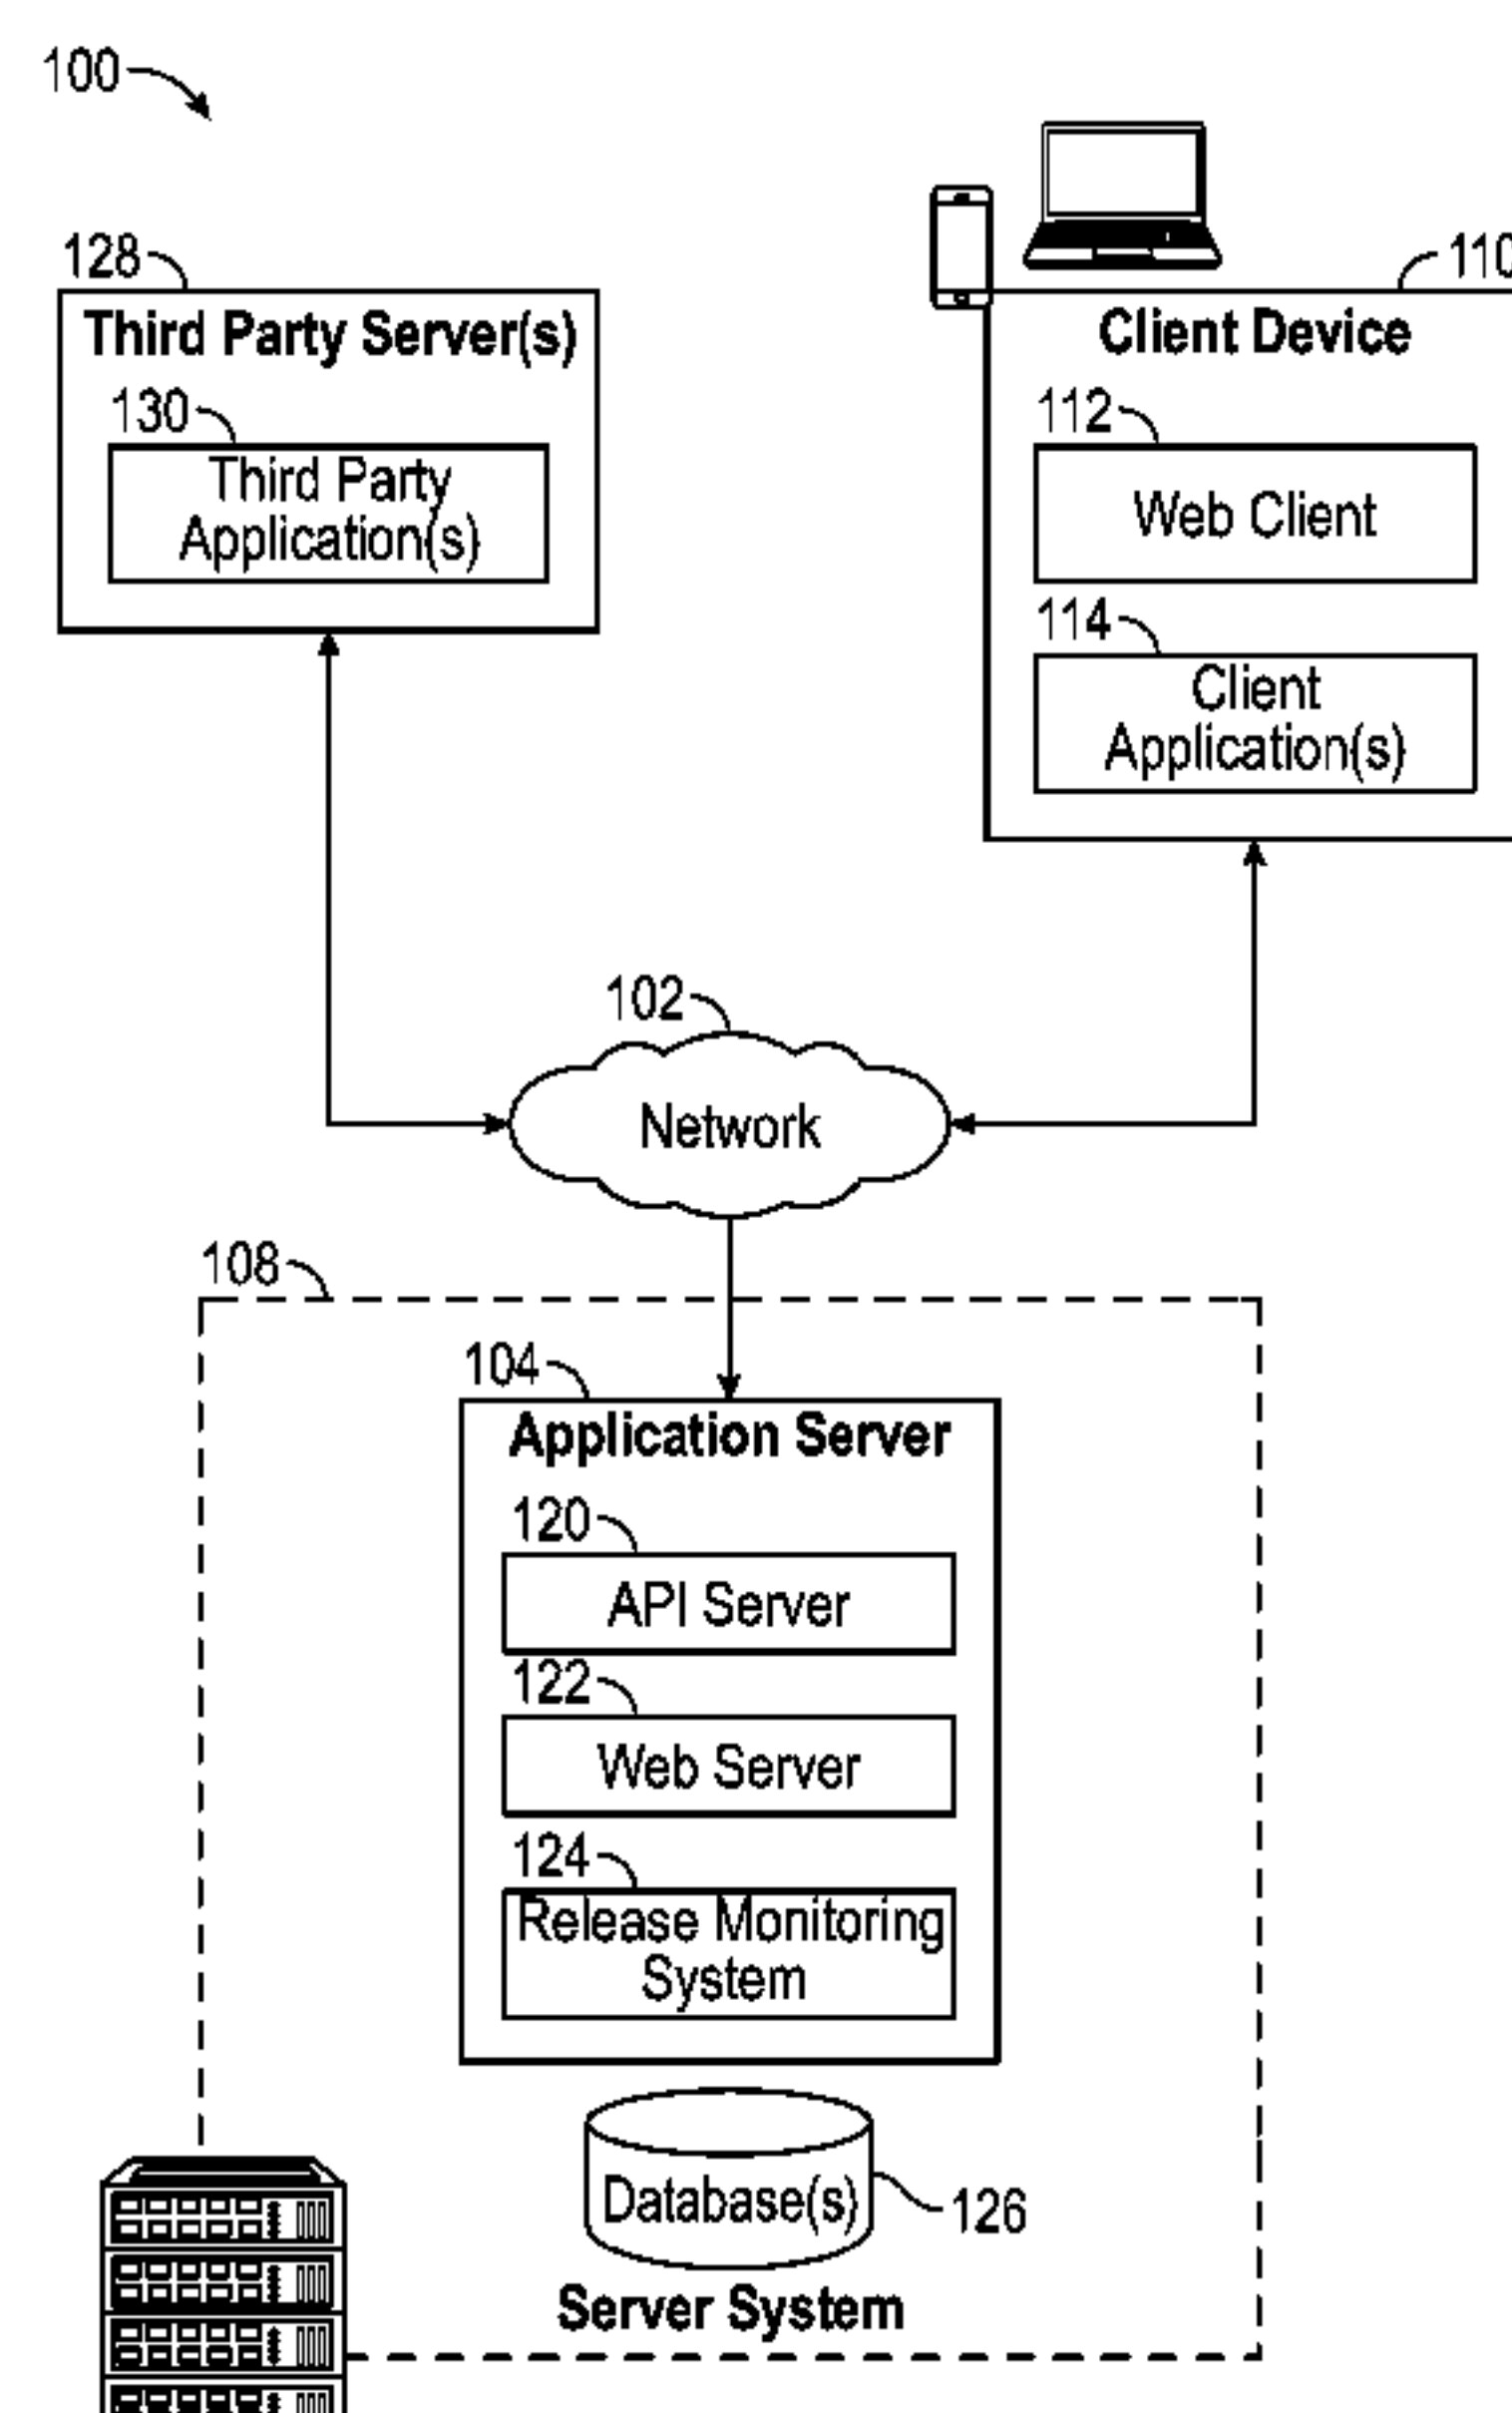 100
128
Third Party Server(s)
130
Third Party
Application(s)
110
Client Device
112
Web Client
114
Client
Application(s)
102
Network
108
104
Application Server
120
API Server
122
Web Server
124
Release Monitoring
System
Database(s)
126
Server System